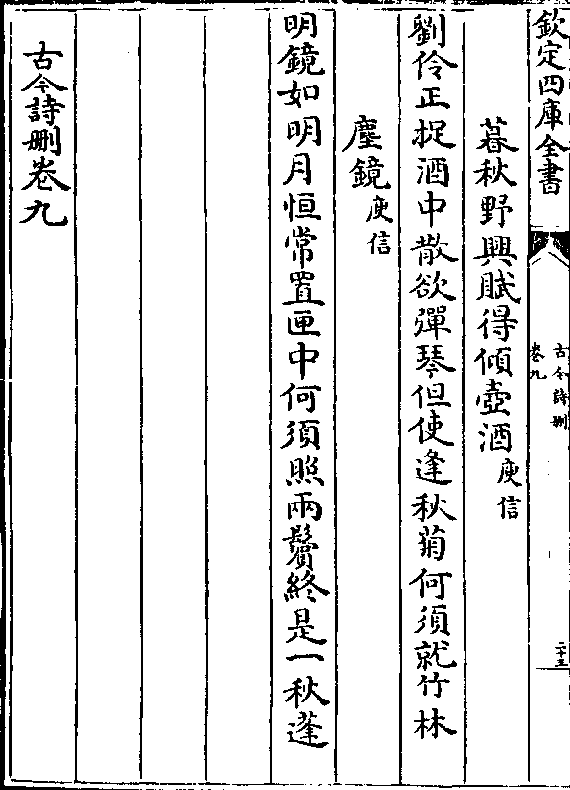 欽定四庫全書
古今詩刪
卷九
二十五
暮秋野興賦得傾壺酒 庾信
劉伶正捉酒中散欲彈琴但使逢秋菊何須就竹林
塵鏡 庾信
明鏡如明月恒常置匣中何須照兩鬢終是一秋蓬
古今詩刪卷九